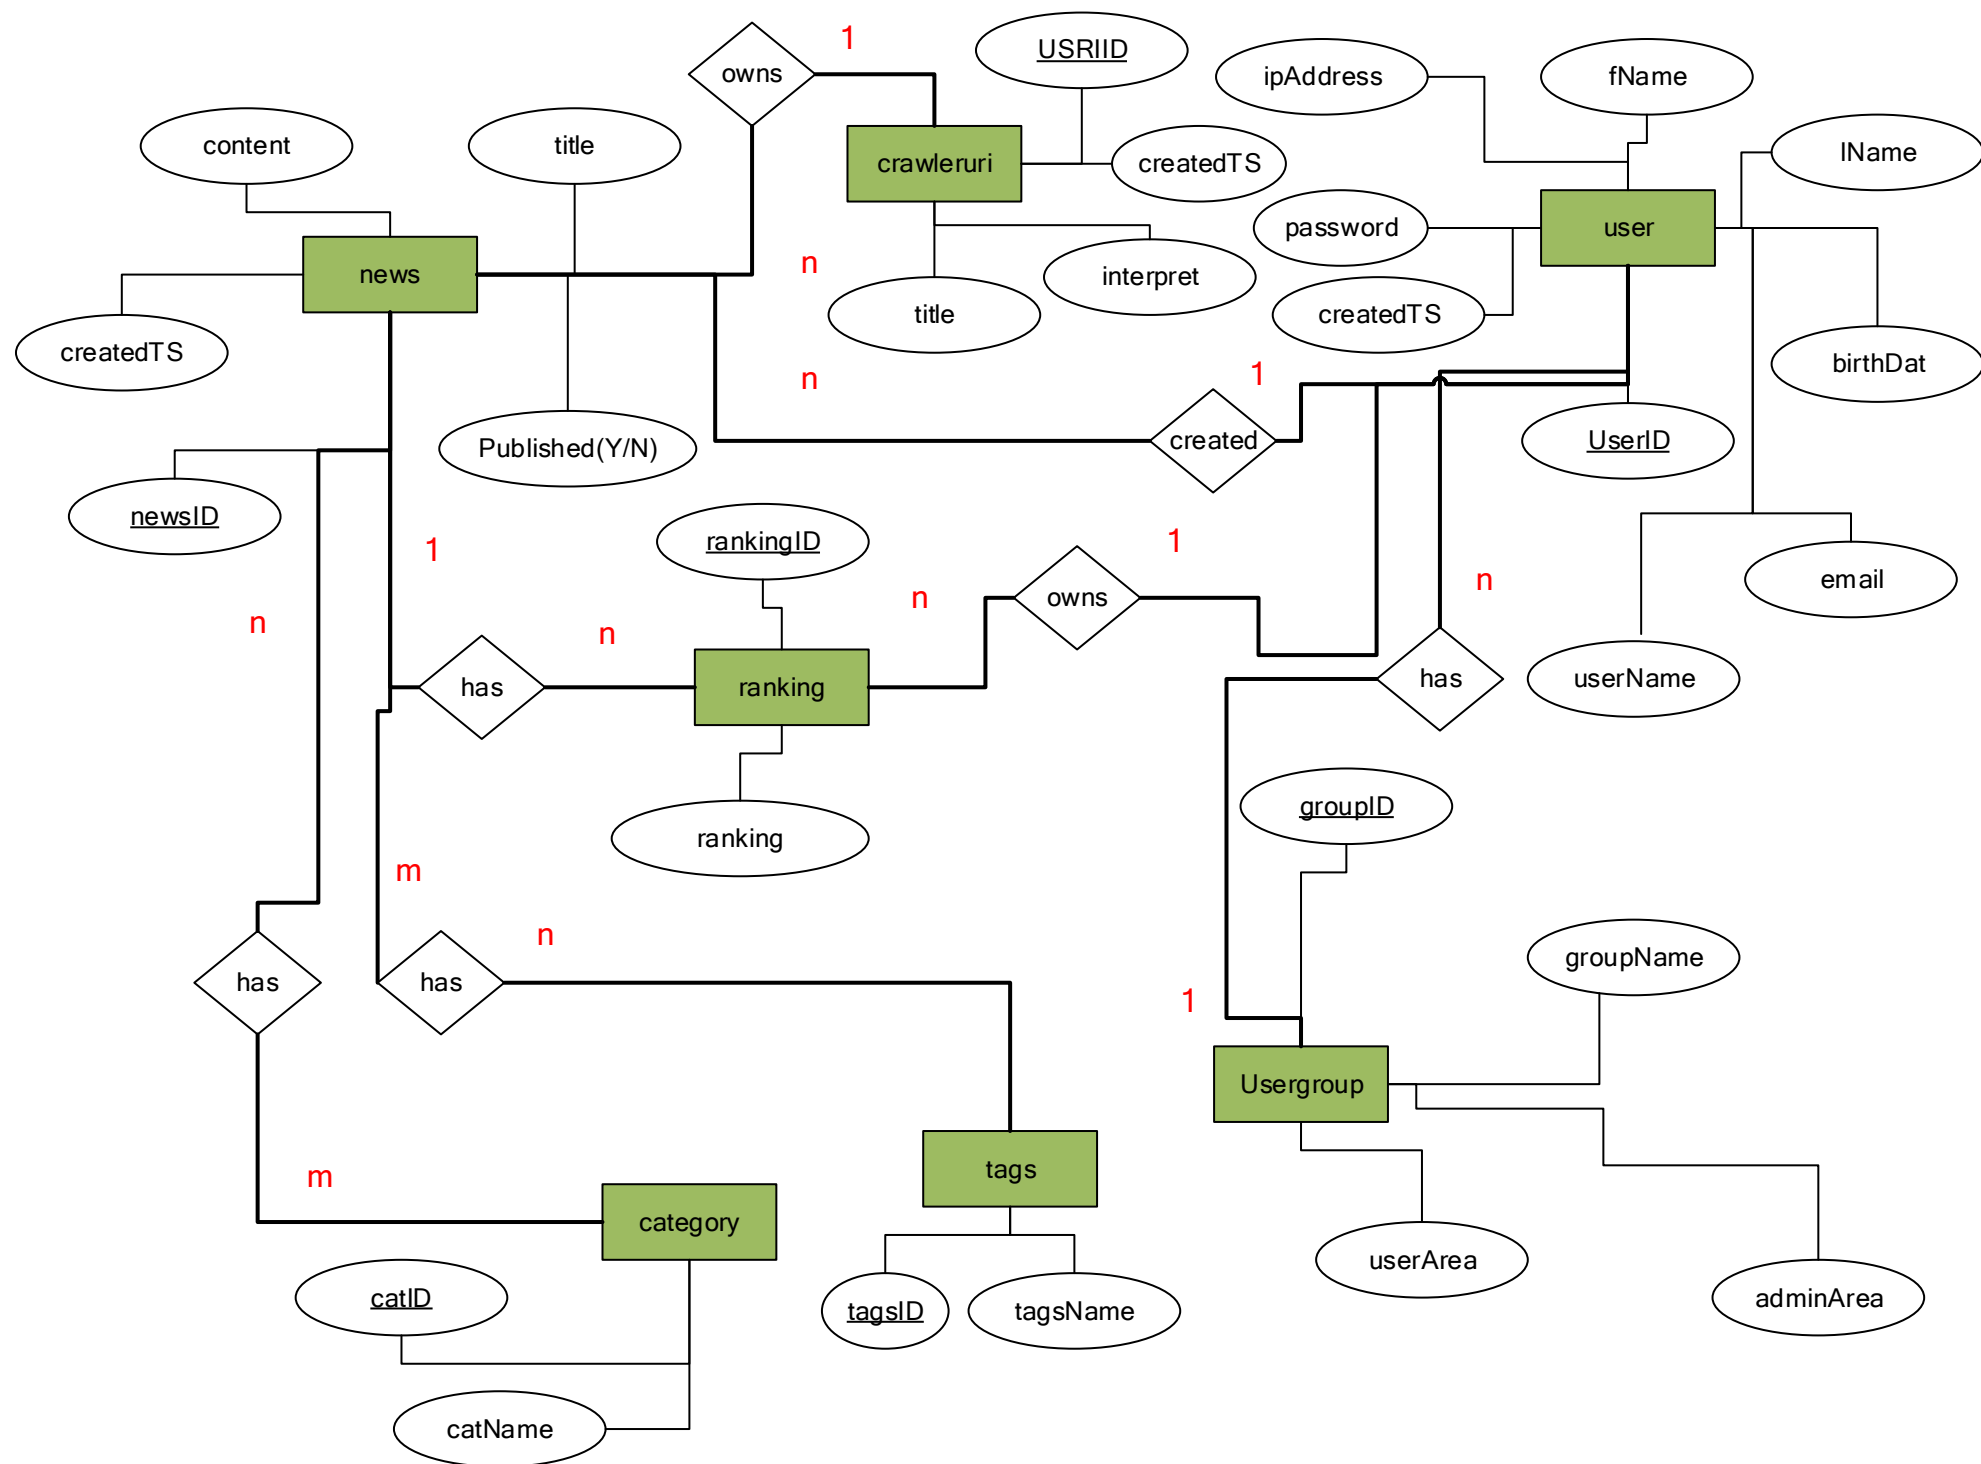 owns
1
USRIID
ipAddress
fName
content
title
crawleruri
createdTS
lName
news
n
password
user
interpret
title
createdTS
createdTS
birthDat
n
1
created
UserID
Published(Y/N)
newsID
1
rankingID
1
n
owns
n
email
n
n
has
ranking
has
userName
groupID
ranking
m
n
groupName
has
has
1
Usergroup
m
tags
category
userArea
catID
tagsID
tagsName
adminArea
catName